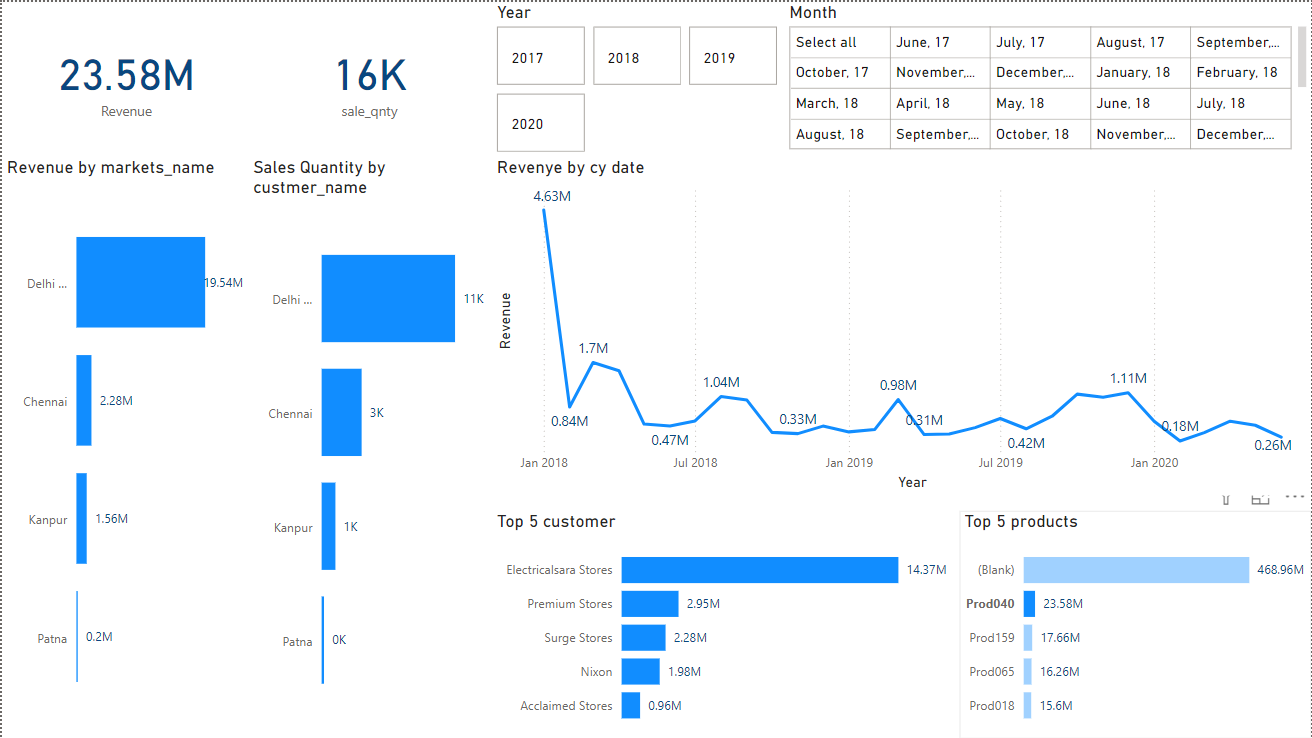 23.58M
Revenue
16K
sale_qnty
Year
2017
2018
2019
2020
Month
Select all
June, 17
July, 17
August, 17
September,...
October, 17
November,...
December,...
January, 18
February, 18
March, 18
April, 18
May, 18
June, 18
July, 18
August, 18
September,...
October, 18
November,...
December,...
Revenue by markets_name
Delhi ...
19.54M
Chennai
2.28M
Kanpur
1.56M
Patna
0.2M
Sales Quantity by
custmer_name
Delhi ...
11K
Chennai
3K
Kanpur
1K
Patna
0K
Revenye by cy date
4.63M
1.7M
0.84M
0.47M
1.04M
0.33M
0.98M
0.31M
0.42M
1.11M
0.18M
0.26M
Revenue
Jan 2018
Jul 2018
Jan 2019
Jul 2019
Jan 2020
Year
Top 5 customer
Electricalsara Stores
14.37M
Premium Stores
2.95M
Surge Stores
2.28M
Nixon
1.98M
Acclaimed Stores
0.96M
Top 5 products
(Blank)
468.96M
Prod040
23.58M
Prod159
17.66M
Prod065
16.26M
Prod018
15.6M